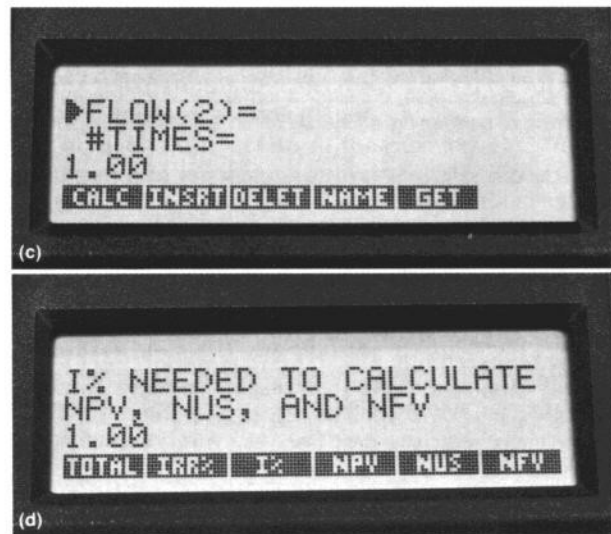 ▶FLOW(2)=
#TIMES=
1.00
CALC INSRT DELET NAME GET
(c)
I% NEEDED TO CALCULATE
NPV, NUS, AND NFV
1.00
TOTAL IRR% I% NPV NUS NFV
(d)